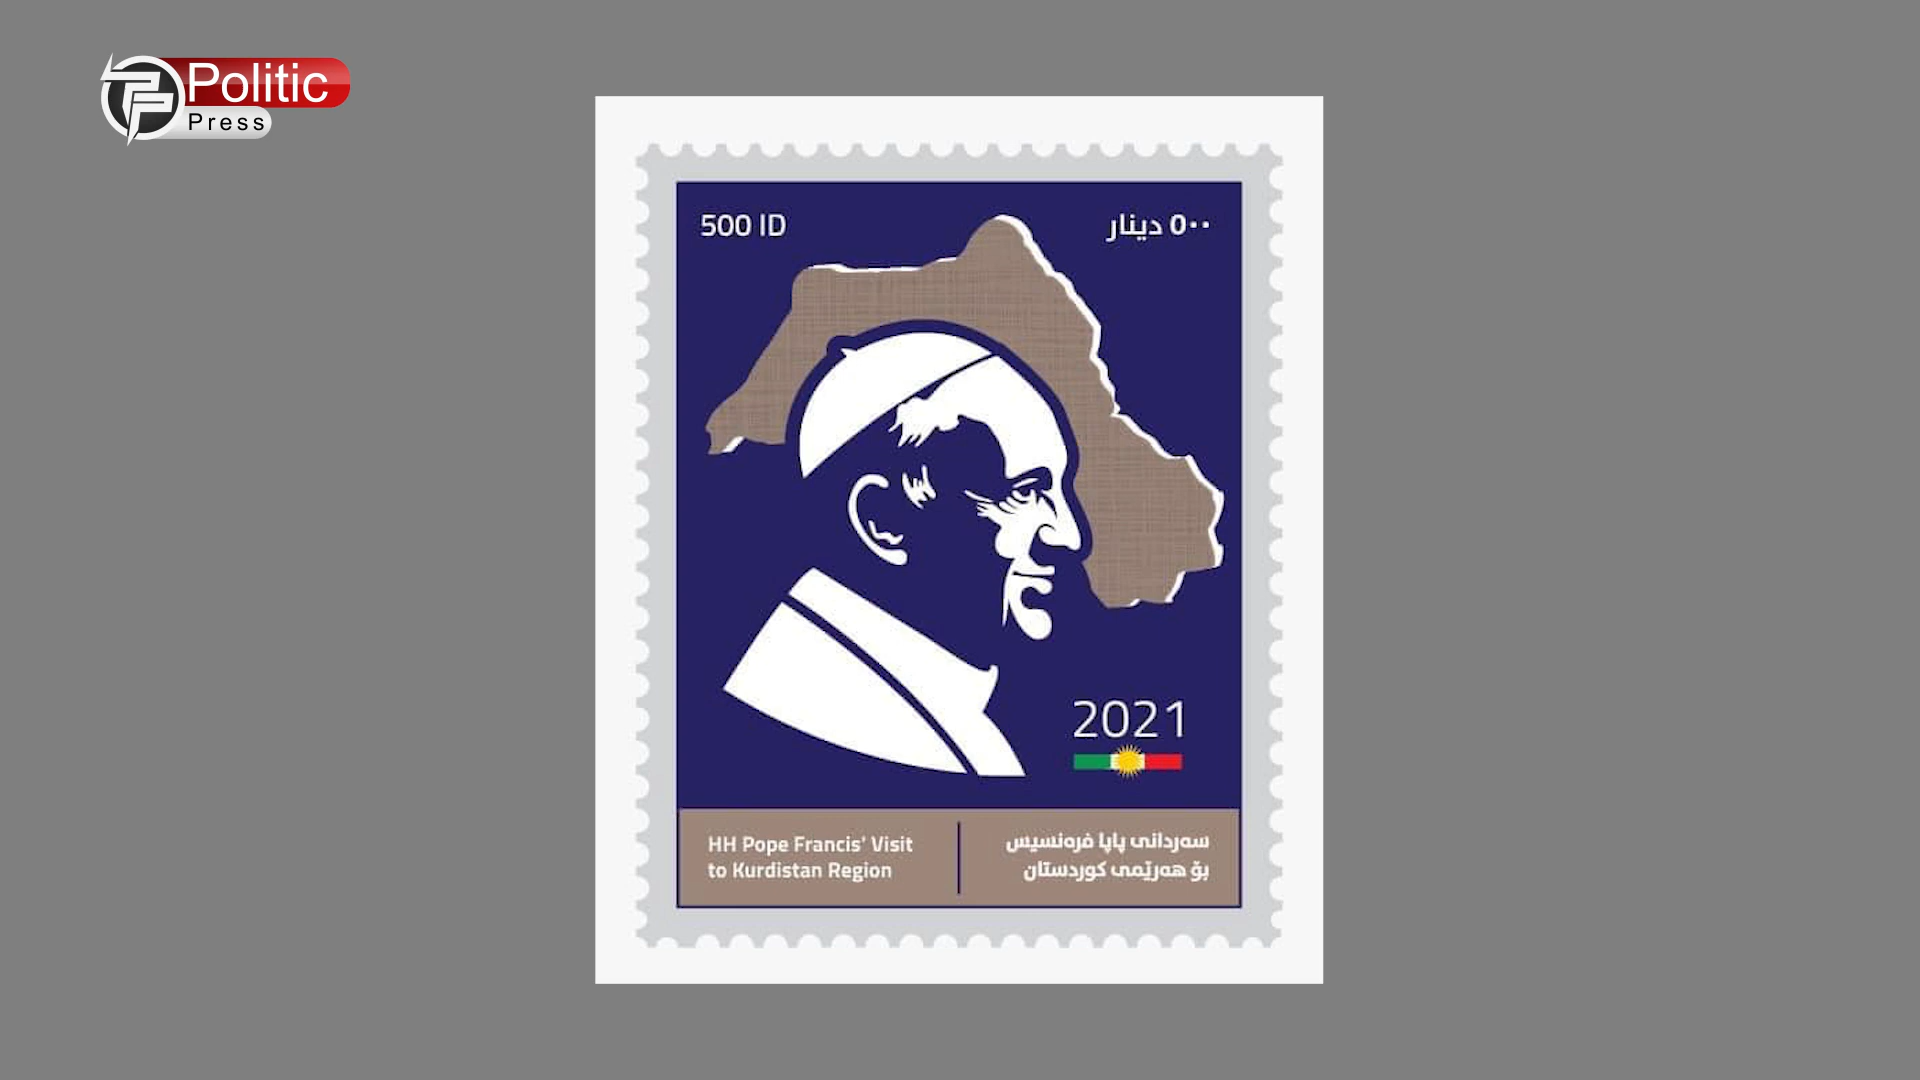 Politic
Press
500 ID
٥٠٠ دینار
2021
HH Pope Francis' Visit
to Kurdistan Region
سەردانی پاپا فرەنسیس
بۆ هەرێمی کوردستان